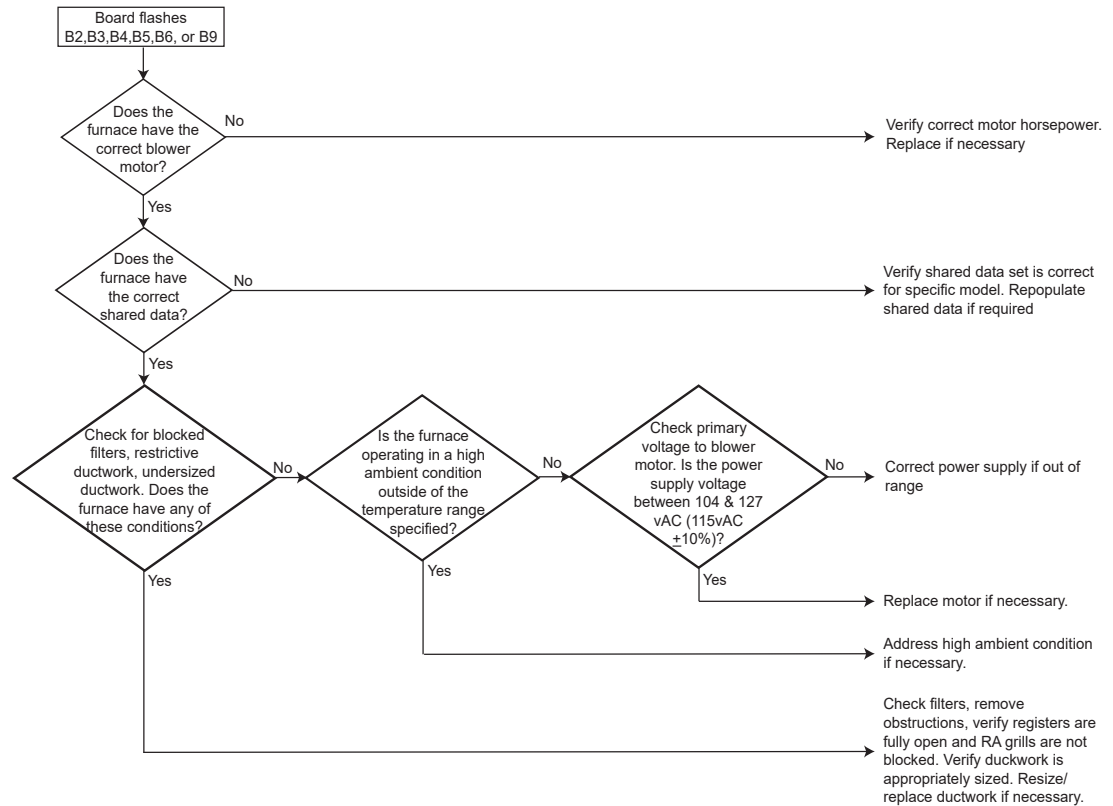 Board flashes
B2,B3,B4,B5,B6, or B9
Does the
furnace have the
correct blower
motor?
No
Verify correct motor horsepower.
Replace if necessary
Yes
Does the
furnace have
the correct
shared data?
No
Verify shared data set is correct
for specific model. Repopulate
shared data if required
Yes
Check for blocked
filters, restrictive
ductwork, undersized
ductwork. Does the
furnace have any of
these conditions?
No
Is the furnace
operating in a high
ambient condition
outside of the
temperature range
specified?
No
Check primary
voltage to blower
motor. Is the power
supply voltage
between 104 & 127
vAC (115vAC
±10%)?
No
Correct power supply if out of
range
Yes
Replace motor if necessary.
Yes
Address high ambient condition
if necessary.
Yes
Check filters, remove
obstructions, verify registers are
fully open and RA grills are not
blocked. Verify duckwork is
appropriately sized. Resize/
replace ductwork if necessary.